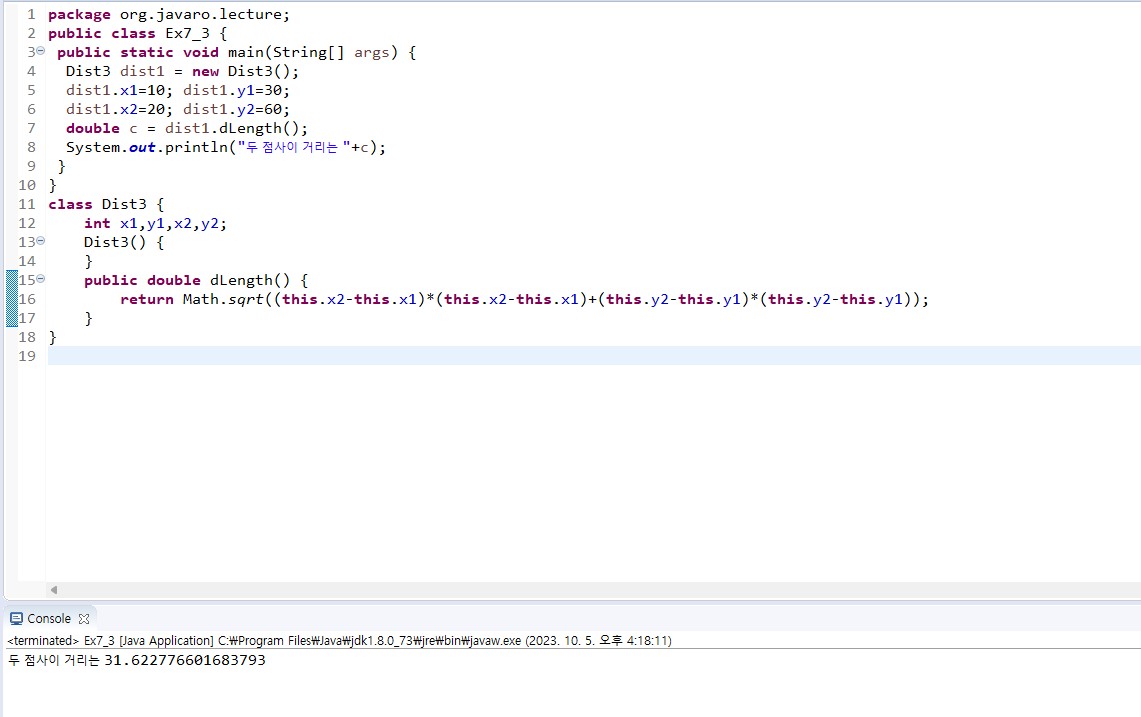 1 package org.javaro.lecture;
2 public class Ex7_3 {
3 public static void main(String[] args) {
4 Dist3 dist1 = new Dist3();
5 dist1.x1=10; dist1.y1=30;
6 dist1.x2=20; dist1.y2=60;
7 double c = dist1.dLength();
8 System.out.println("두 점사이 거리는 "+c);
9 }
10 }
11 class Dist3 {
12 int x1,y1,x2,y2;
13 Dist3() {
14 }
15 public double dLength() {
16 return Math.sqrt((this.x2-this.x1)*(this.x2-this.x1)+(this.y2-this.y1)*(this.y2-this.y1));
17 }
18 }
19
Console
<terminated> Ex7_3 [Java Application] C:₩Program Files₩Java₩jdk1.8.0_73₩jre₩bin₩javaw.exe (2023. 10. 5. 오후 4:18:11)
두 점사이 거리는 31.622776601683793